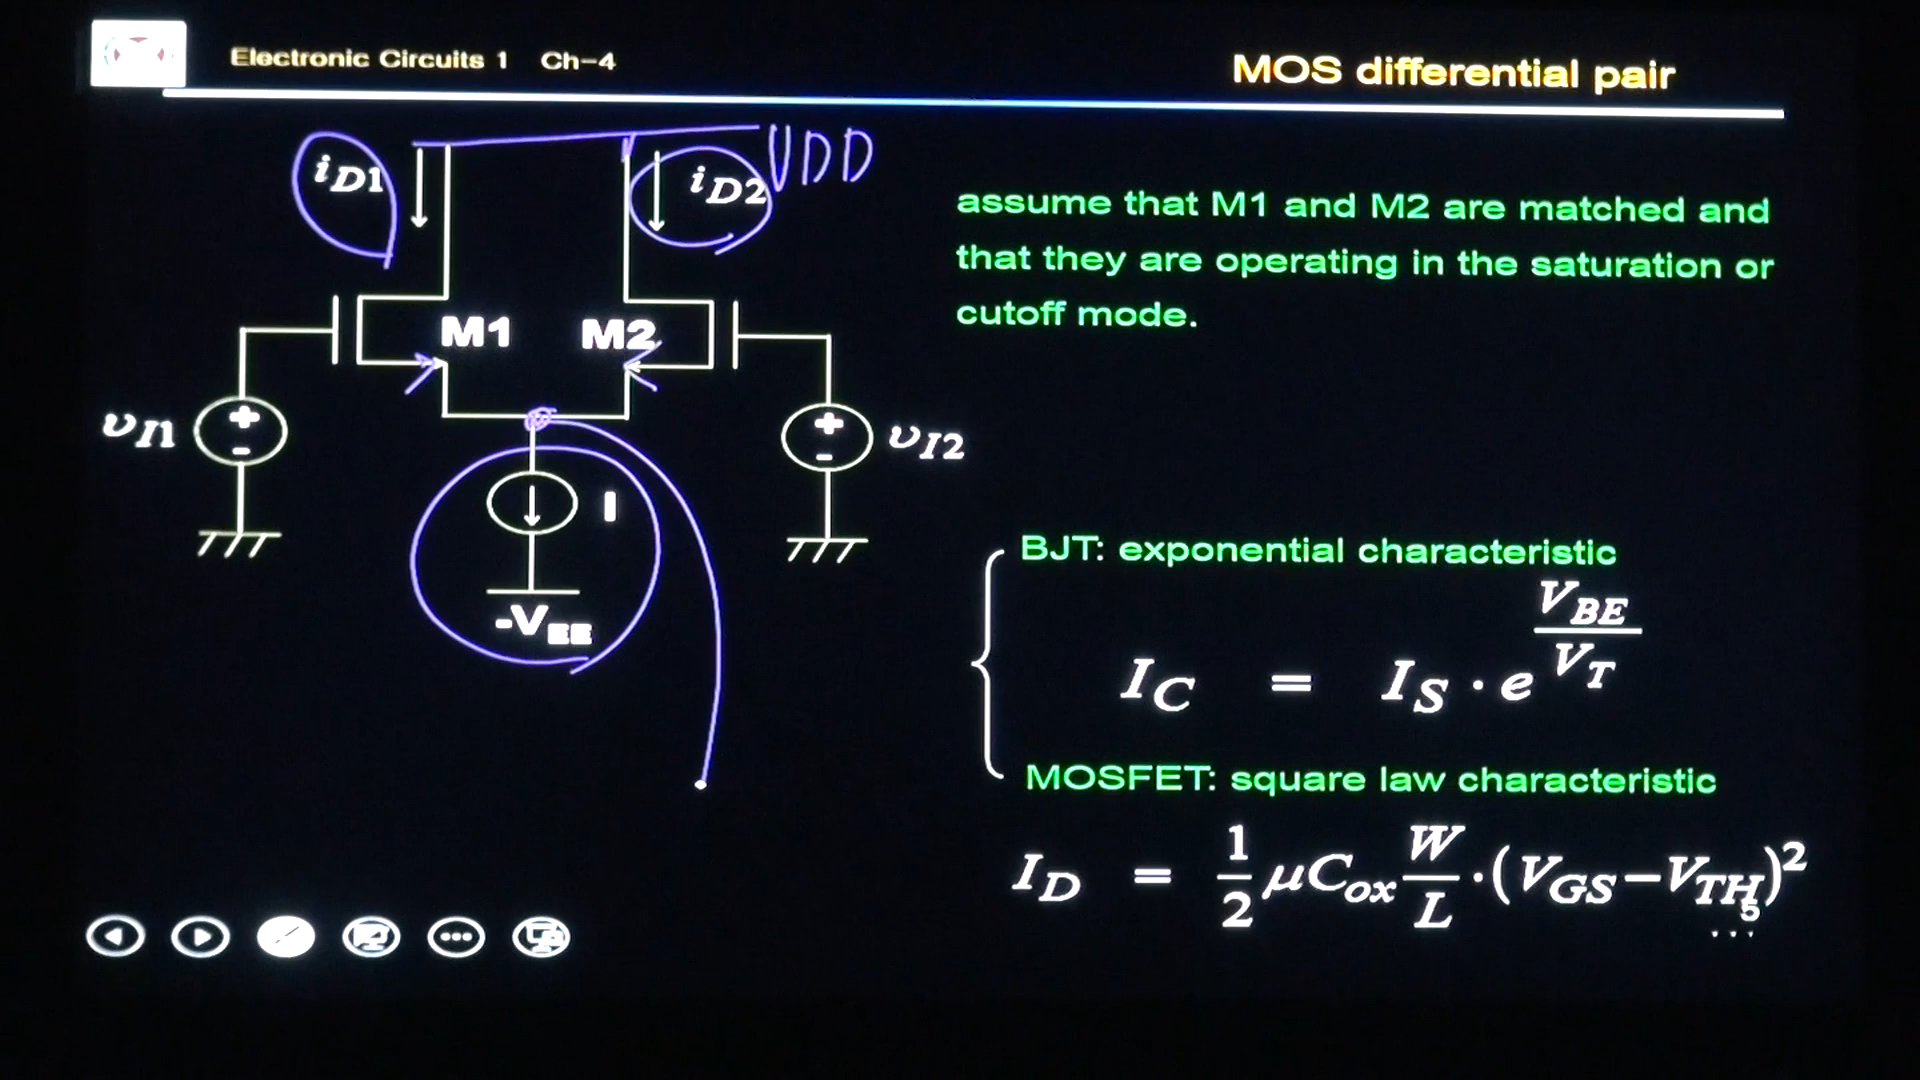 Electronic Circuits 1 Ch-4
MOS differential pair
iD1
iD2
VDD
assume that M1 and M2 are matched and
that they are operating in the saturation or
cutoff mode.
M1
M2
υI1
υI2
I
-VEE
BJT: exponential characteristic
IC = IS · e^(VBE/VT)
MOSFET: square law characteristic
ID = 1/2 μCox W/L · (VGS−VTH)²
5